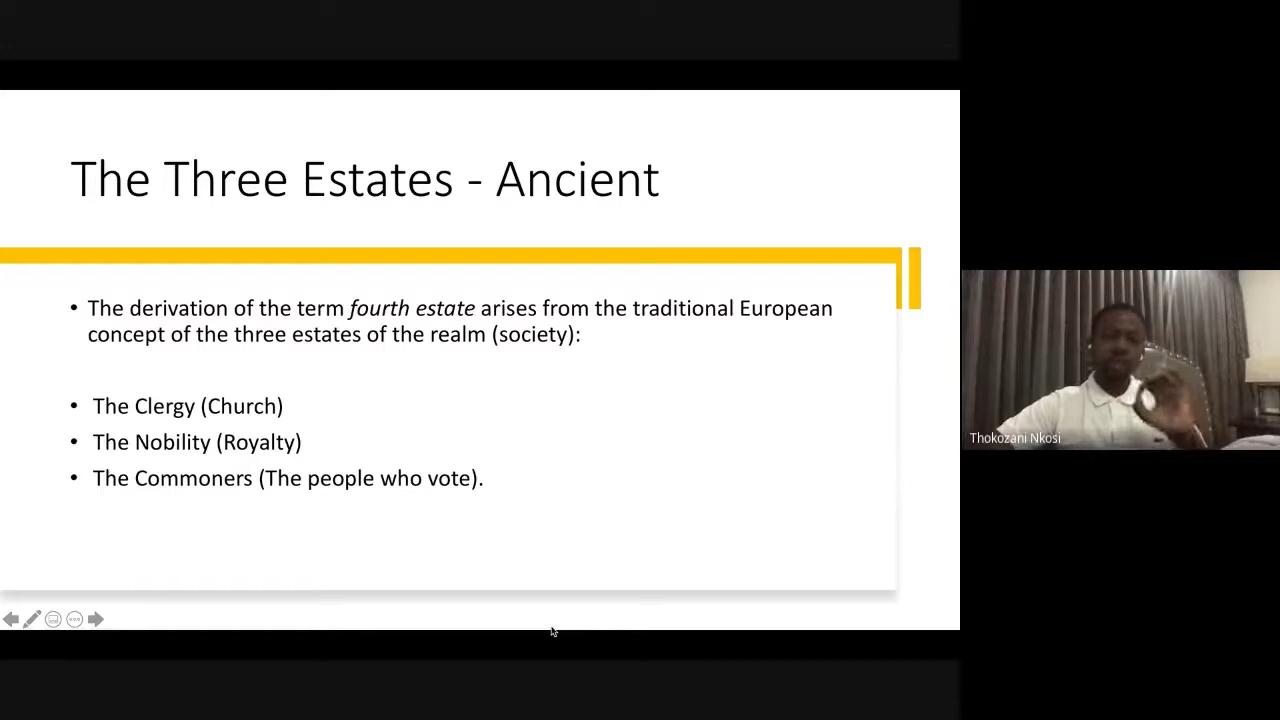 The Three Estates - Ancient
• The derivation of the term fourth estate arises from the traditional European
concept of the three estates of the realm (society):
• The Clergy (Church)
• The Nobility (Royalty)
• The Commoners (The people who vote).
Thokozani Nkosi